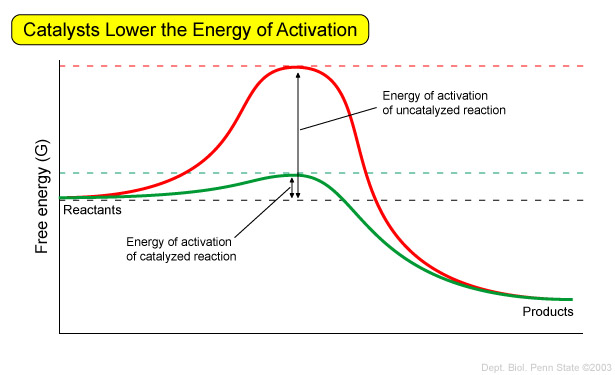 Catalysts Lower the Energy of Activation
Energy of activation
of uncatalyzed reaction
Free energy (G)
Reactants
Energy of activation
of catalyzed reaction
Products
Dept. Biol. Penn State ©2003